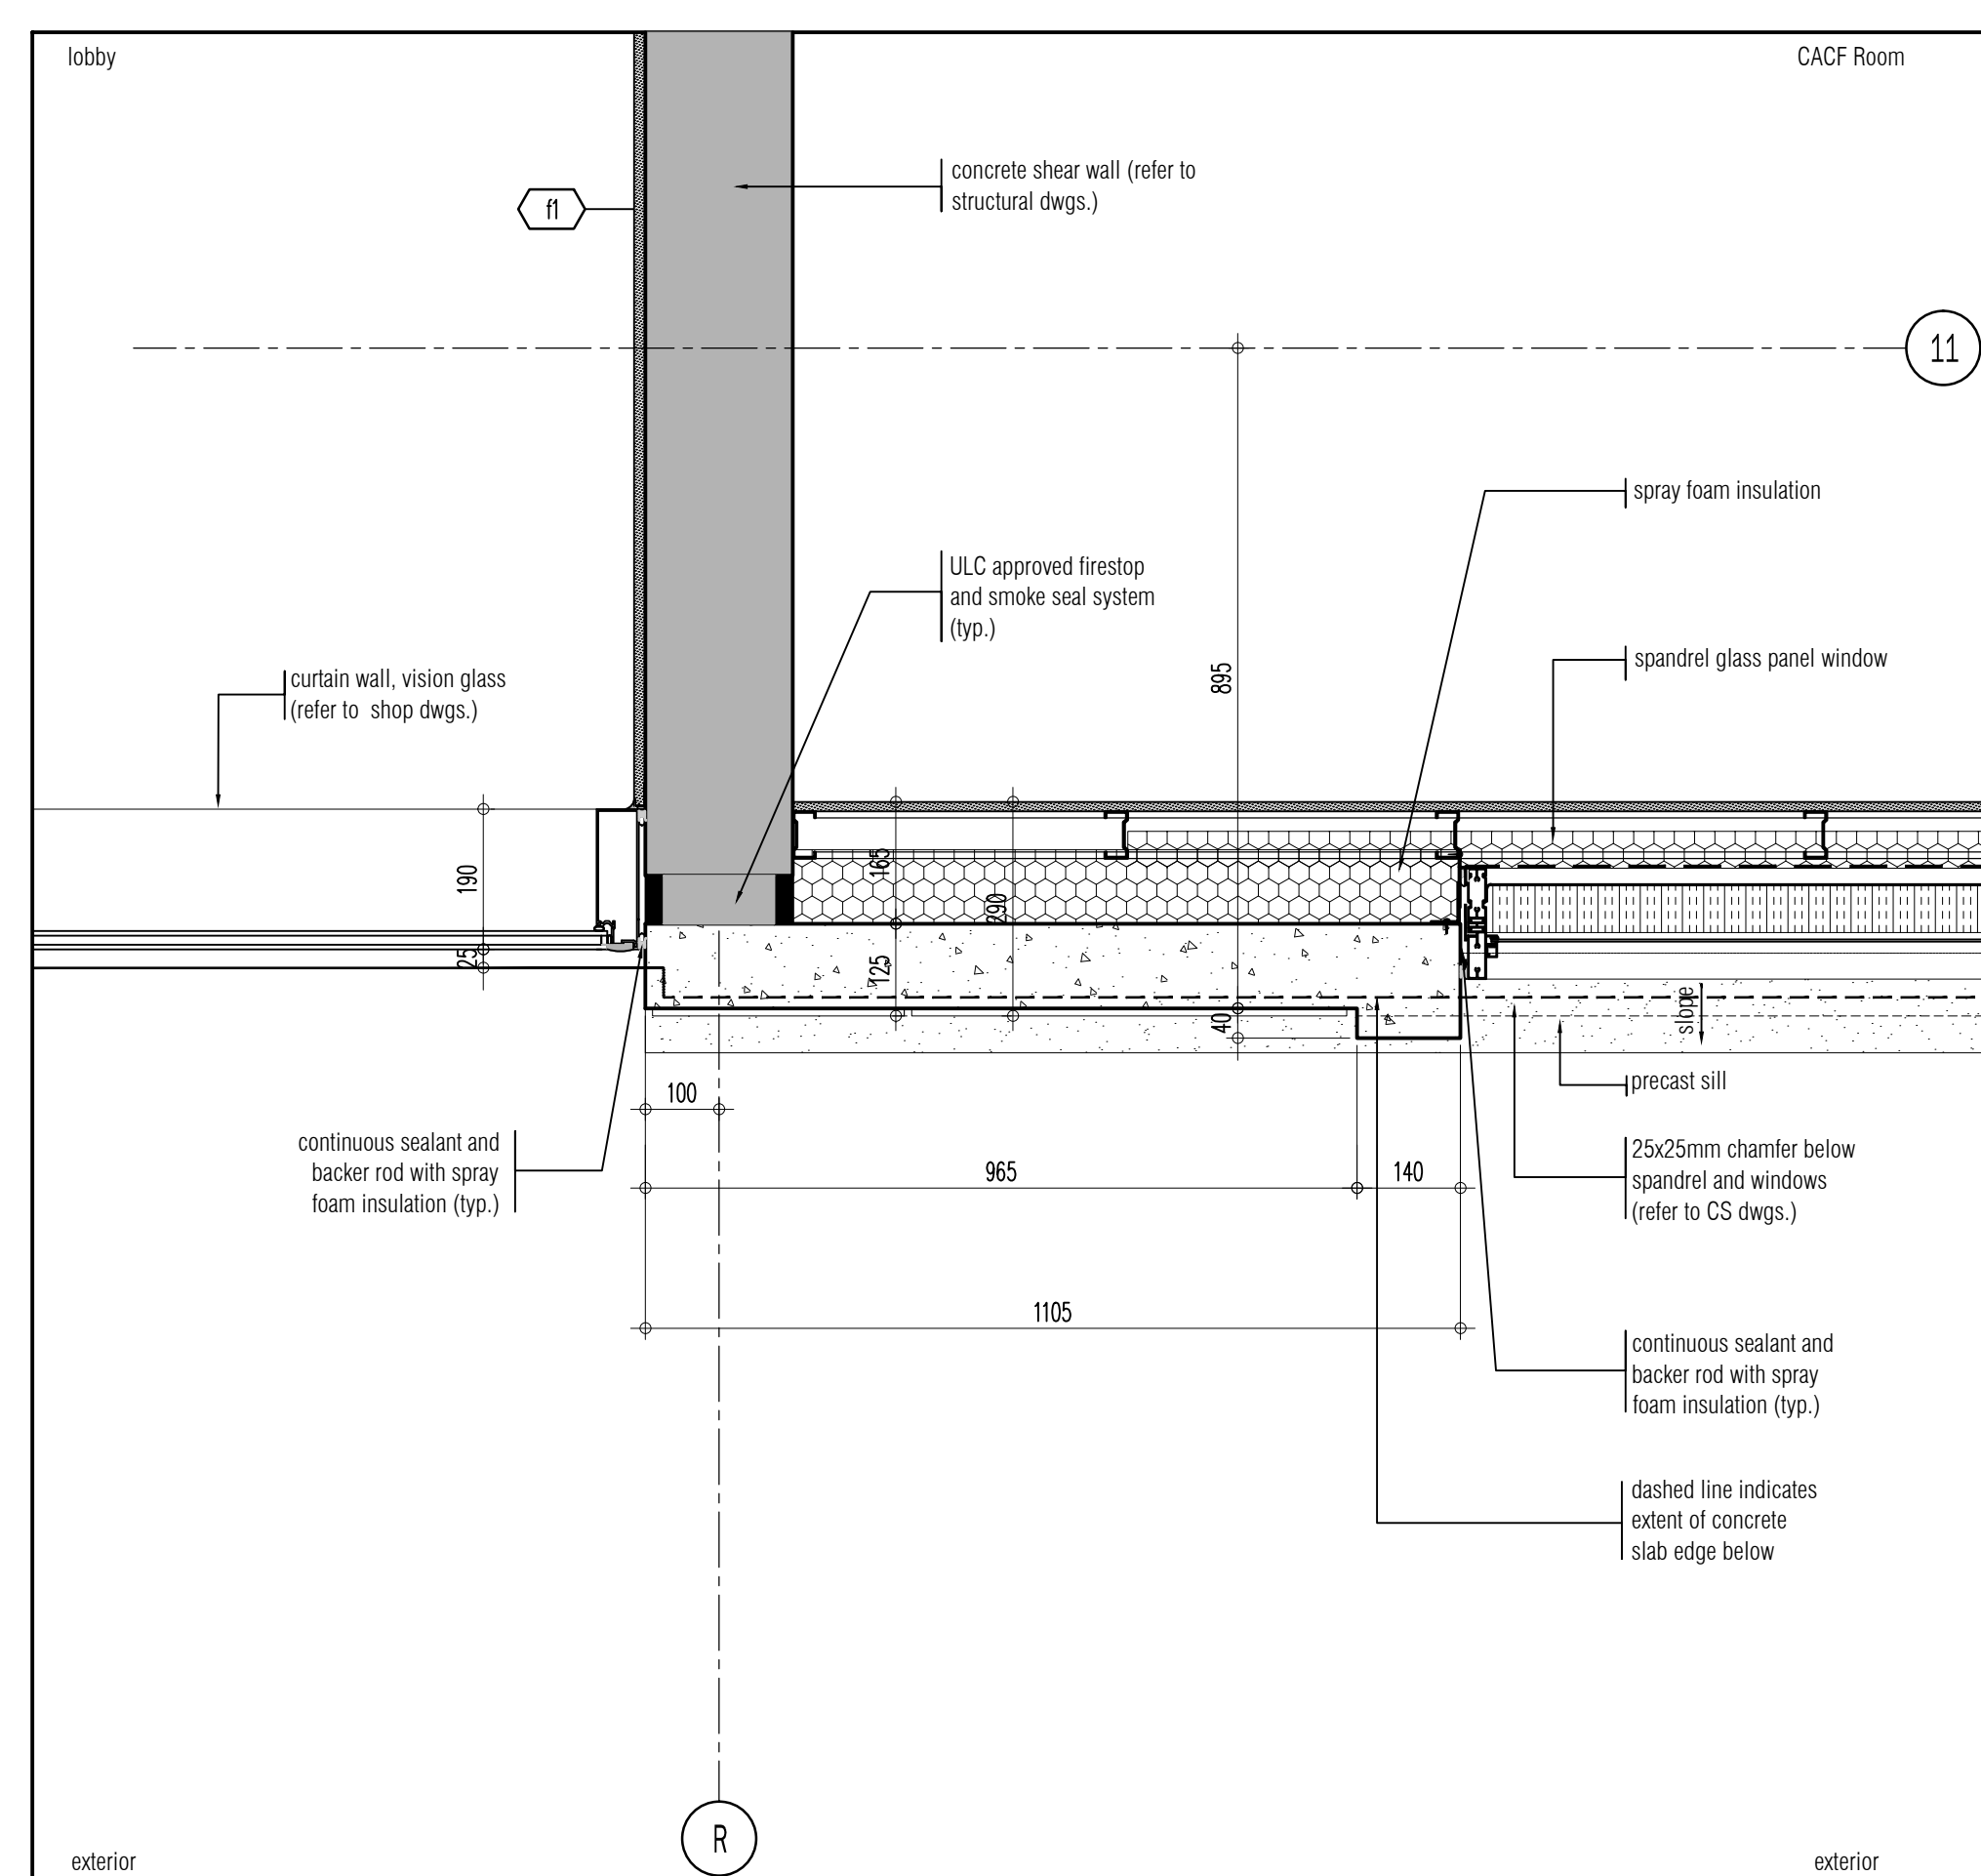 lobby
CACF Room
concrete shear wall (refer to
structural dwgs.)
f1
11
spray foam insulation
ULC approved firestop
and smoke seal system
(typ.)
spandrel glass panel window
895
curtain wall, vision glass
(refer to shop dwgs.)
190
165
290
25
125
40
slope
precast sill
100
continuous sealant and
backer rod with spray
foam insulation (typ.)
965
140
25x25mm chamfer below
spandrel and windows
(refer to CS dwgs.)
1105
continuous sealant and
backer rod with spray
foam insulation (typ.)
dashed line indicates
extent of concrete
slab edge below
R
exterior
exterior